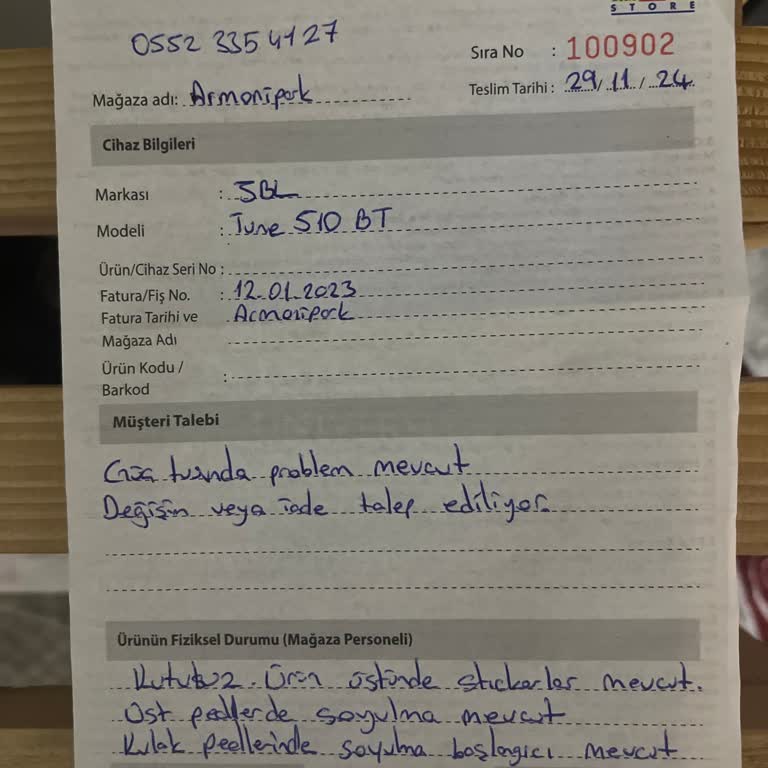 STORE
0552 335 4127
Sıra No : 100902
Mağaza adı: Armonipark
Teslim Tarihi : 29/11/24
Cihaz Bilgileri
Markası : JBL
Modeli : Tune 510 BT
Ürün/Cihaz Seri No :
Fatura/Fiş No. : 12.01.2023
Fatura Tarihi ve Armonipark
Mağaza Adı
Ürün Kodu / :
Barkod
Müşteri Talebi
Güç tuşunda problem mevcut
Değişim veya iade talep ediliyor.
Ürünün Fiziksel Durumu (Mağaza Personeli)
Kutusuz. Ürün üstünde stickerlar mevcut.
Üst pedlerde soyulma mevcut
Kulak pedlerinde soyulma başlangıcı mevcut